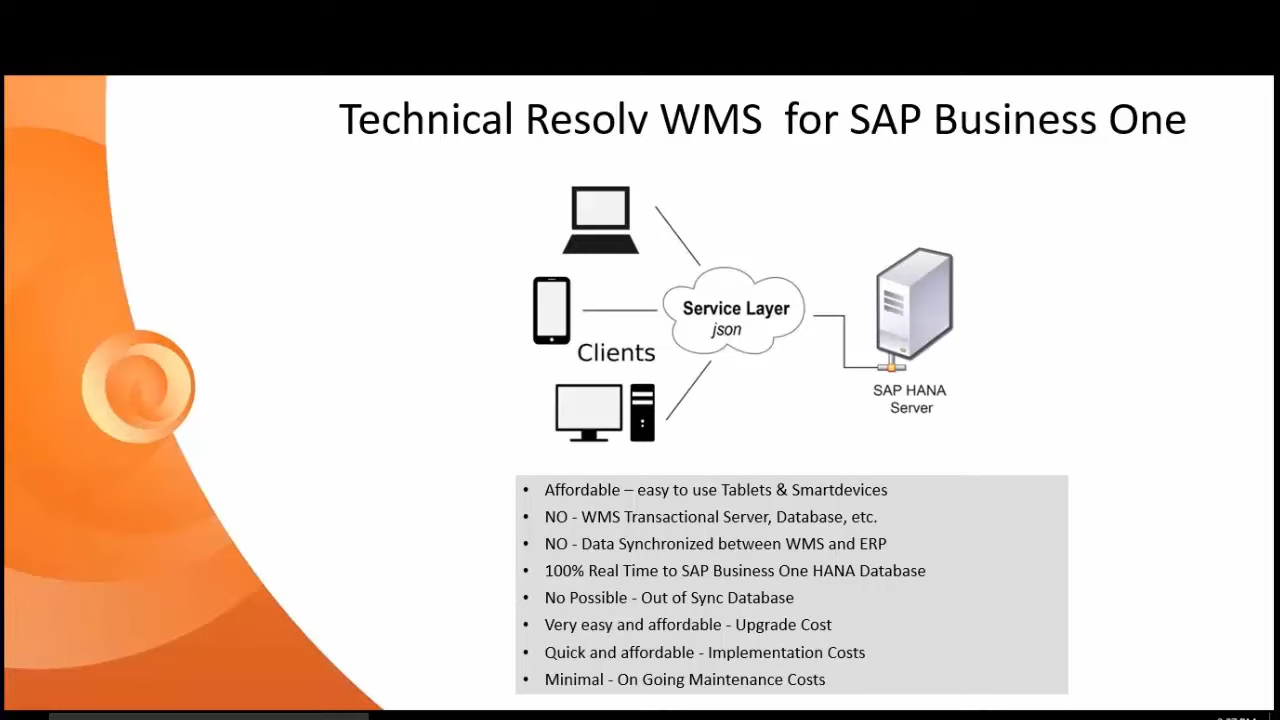 Technical Resolv WMS for SAP Business One
Service Layer
json
Clients
SAP HANA
Server
• Affordable – easy to use Tablets & Smartdevices
• NO - WMS Transactional Server, Database, etc.
• NO - Data Synchronized between WMS and ERP
• 100% Real Time to SAP Business One HANA Database
• No Possible - Out of Sync Database
• Very easy and affordable - Upgrade Cost
• Quick and affordable - Implementation Costs
• Minimal - On Going Maintenance Costs